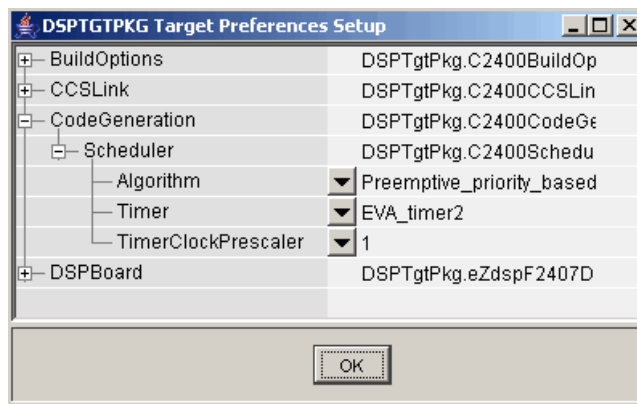 DSPTGTPKG Target Preferences Setup
BuildOptions DSPTgtPkg.C2400BuildOp
CCSLink DSPTgtPkg.C2400CCSLin
CodeGeneration DSPTgtPkg.C2400CodeGe
Scheduler DSPTgtPkg.C2400Schedu
Algorithm Preemptive_priority_based
Timer EVA_timer2
TimerClockPrescaler 1
DSPBoard DSPTgtPkg.eZdspF2407D
OK